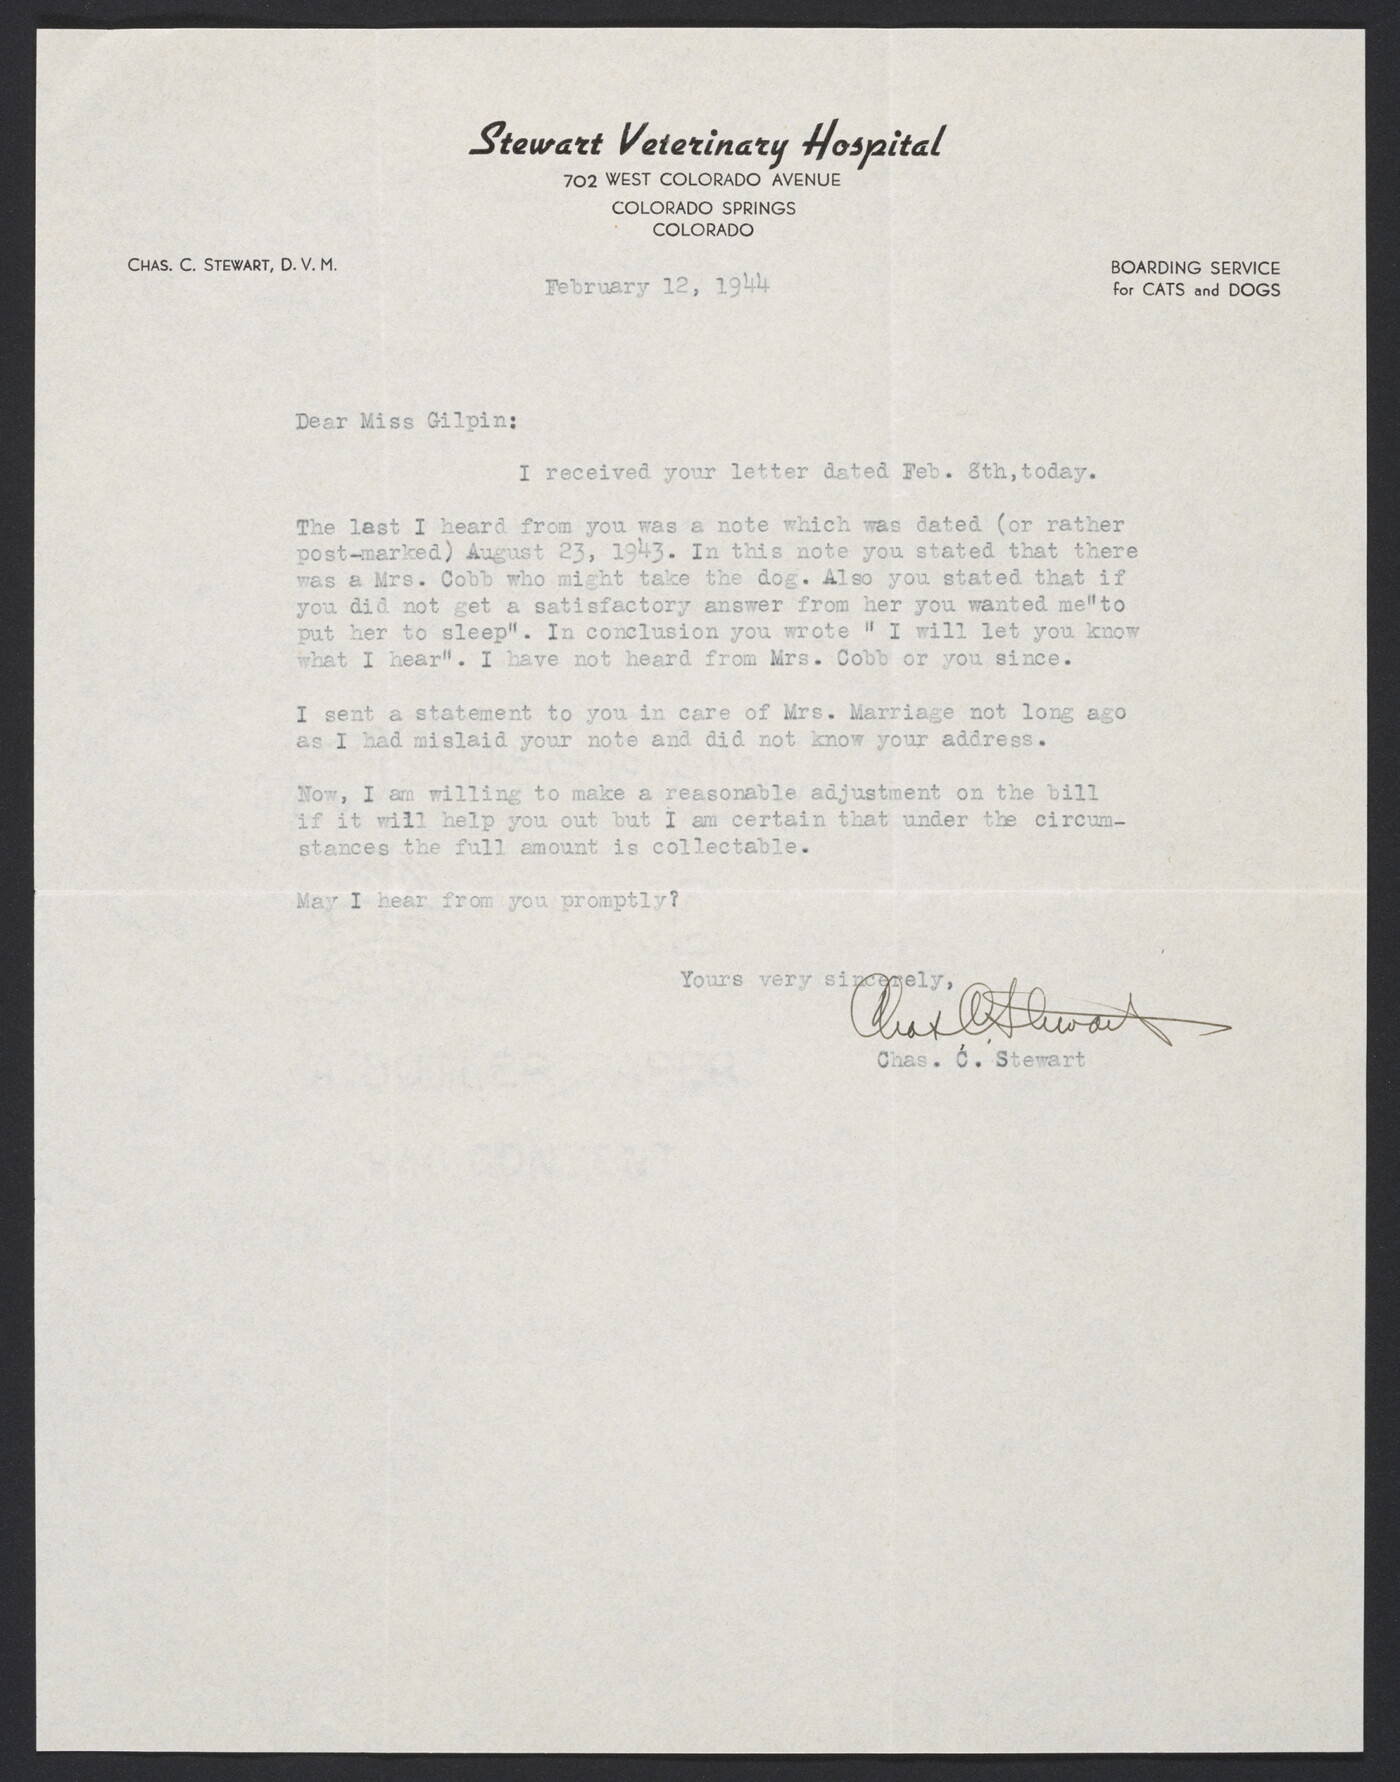 Stewart Veterinary Hospital
702 WEST COLORADO AVENUE
COLORADO SPRINGS
COLORADO
CHAS. C. STEWART, D. V. M.
BOARDING SERVICE
for CATS and DOGS
February 12, 1944
Dear Miss Gilpin:
I received your letter dated Feb. 8th,today.
The last I heard from you was a note which was dated (or rather
post-marked) August 23, 1943. In this note you stated that there
was a Mrs. Cobb who might take the dog. Also you stated that if
you did not get a satisfactory answer from her you wanted me"to
put her to sleep". In conclusion you wrote " I will let you know
what I hear". I have not heard from Mrs. Cobb or you since.
I sent a statement to you in care of Mrs. Marriage not long ago
as I had mislaid your note and did not know your address.
Now, I am willing to make a reasonable adjustment on the bill
if it will help you out but I am certain that under the circum-
stances the full amount is collectable.
May I hear from you promptly?
Yours very sincerely,
Chas C. Stewart
Chas. C. Stewart